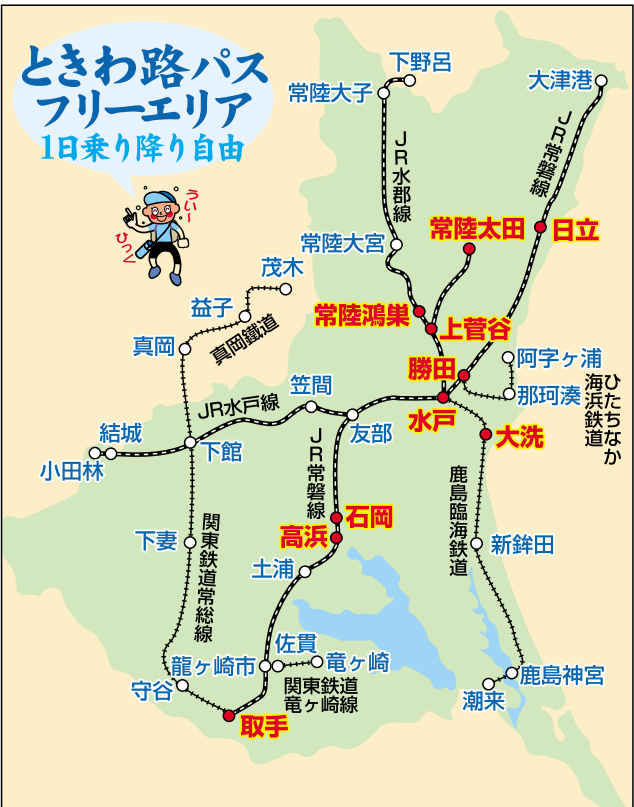 ときわ路パス
フリーエリア
1日乗り降り自由
うぃ～
ひっく
下野呂
常陸大子
大津港
JR水郡線
JR常磐線
常陸太田
日立
常陸大宮
茂木
益子
常陸鴻巣
上菅谷
真岡
真岡鐵道
勝田
阿字ヶ浦
那珂湊
ひたちなか
海浜鉄道
笠間
水戸
JR水戸線
友部
大洗
結城
小田林
下館
JR常磐線
石岡
高浜
鹿島臨海鉄道
下妻
関東鉄道常総線
新鉾田
土浦
佐貫
龍ヶ崎市
竜ヶ崎
関東鉄道
竜ヶ崎線
守谷
取手
鹿島神宮
潮来